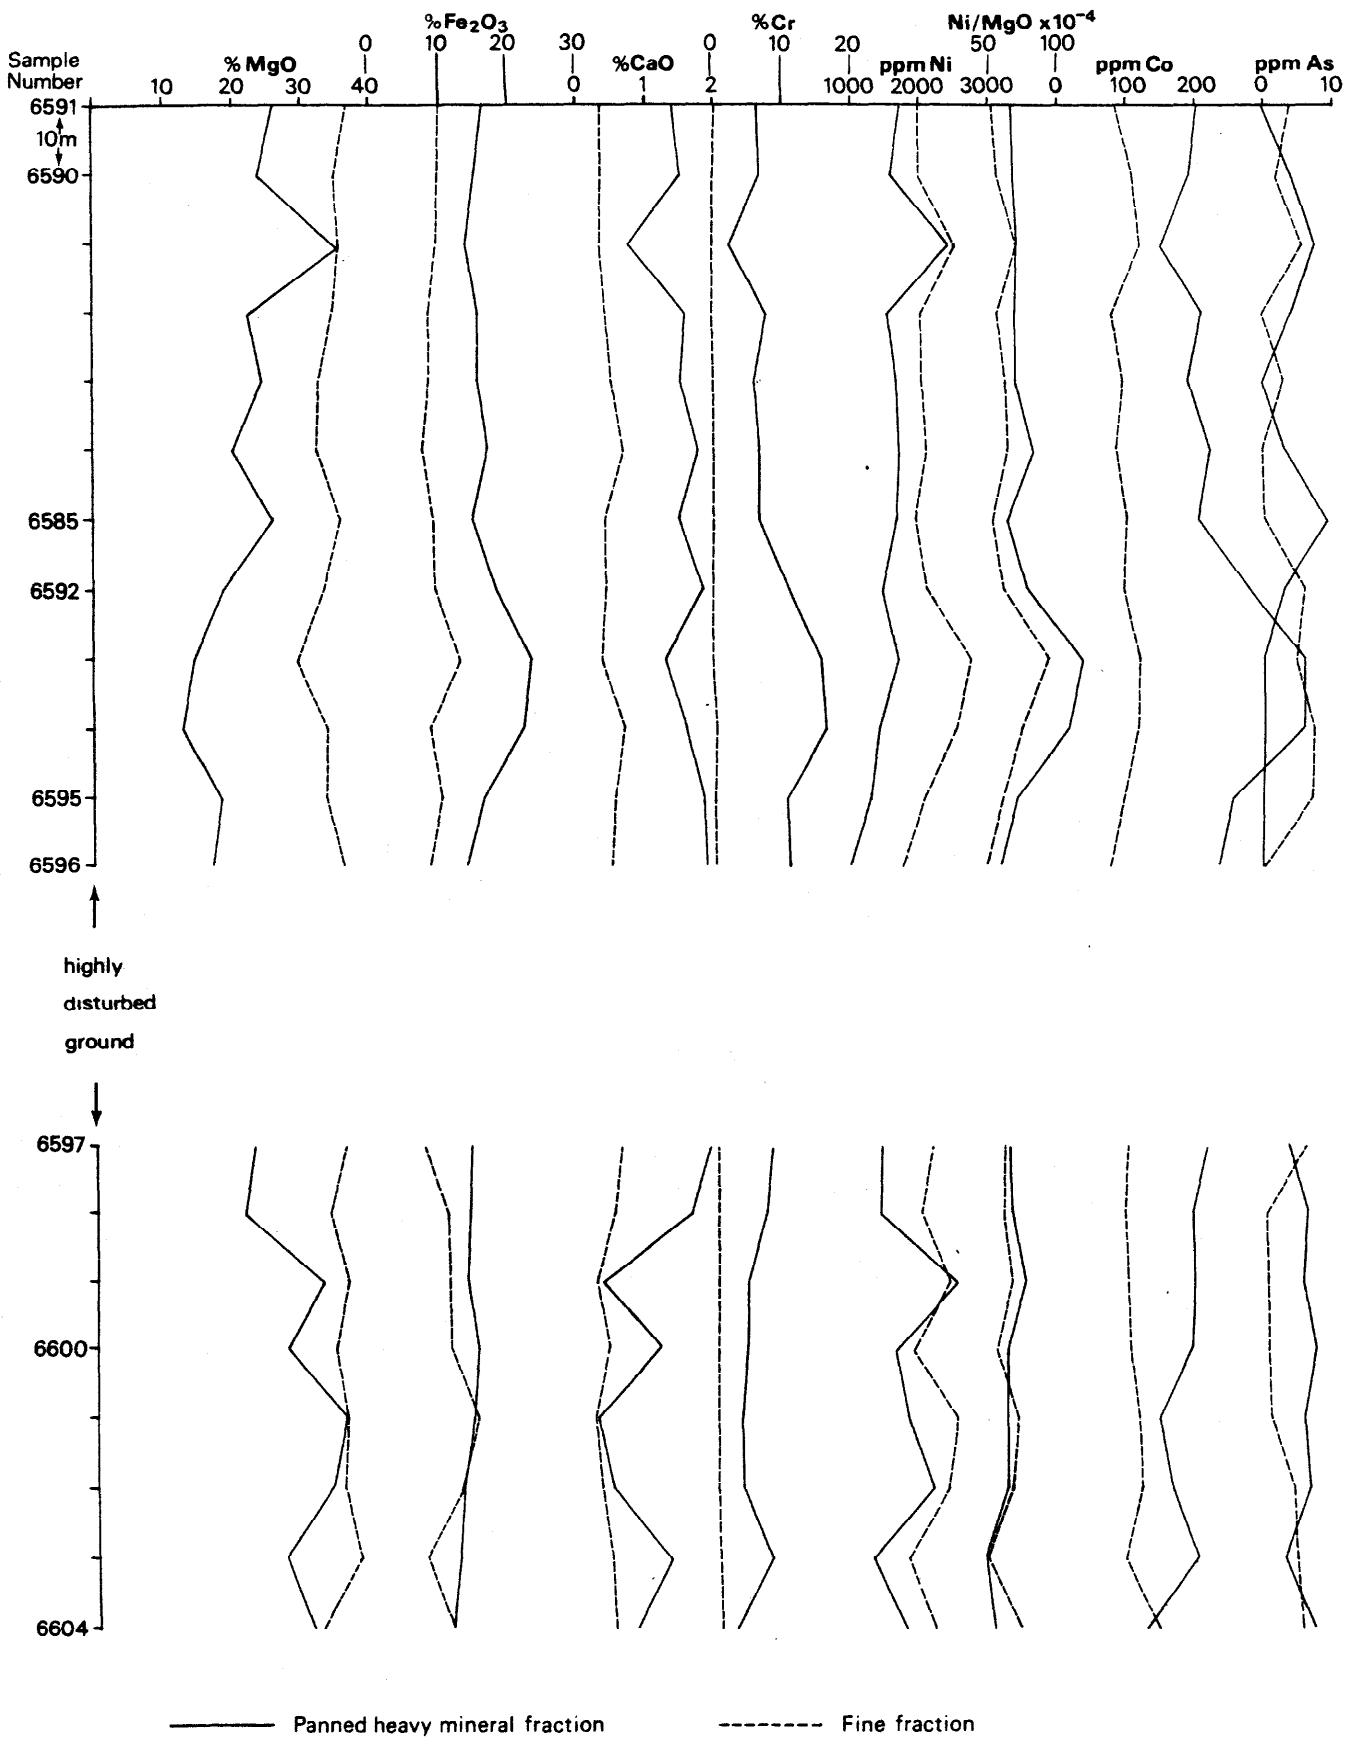 %Fe₂O₃ %Cr Ni/MgO x10⁻⁴
0 10 20 30 0 10 20 50 100
Sample %MgO %CaO ppm Ni ppm Co ppm As
Number 10 20 30 40 0 1 2 1000 2000 3000 0 100 200 0 10
6591
10m
6590
6585
6592
6595
6596
highly
disturbed
ground
6597
6600
6604
Panned heavy mineral fraction Fine fraction